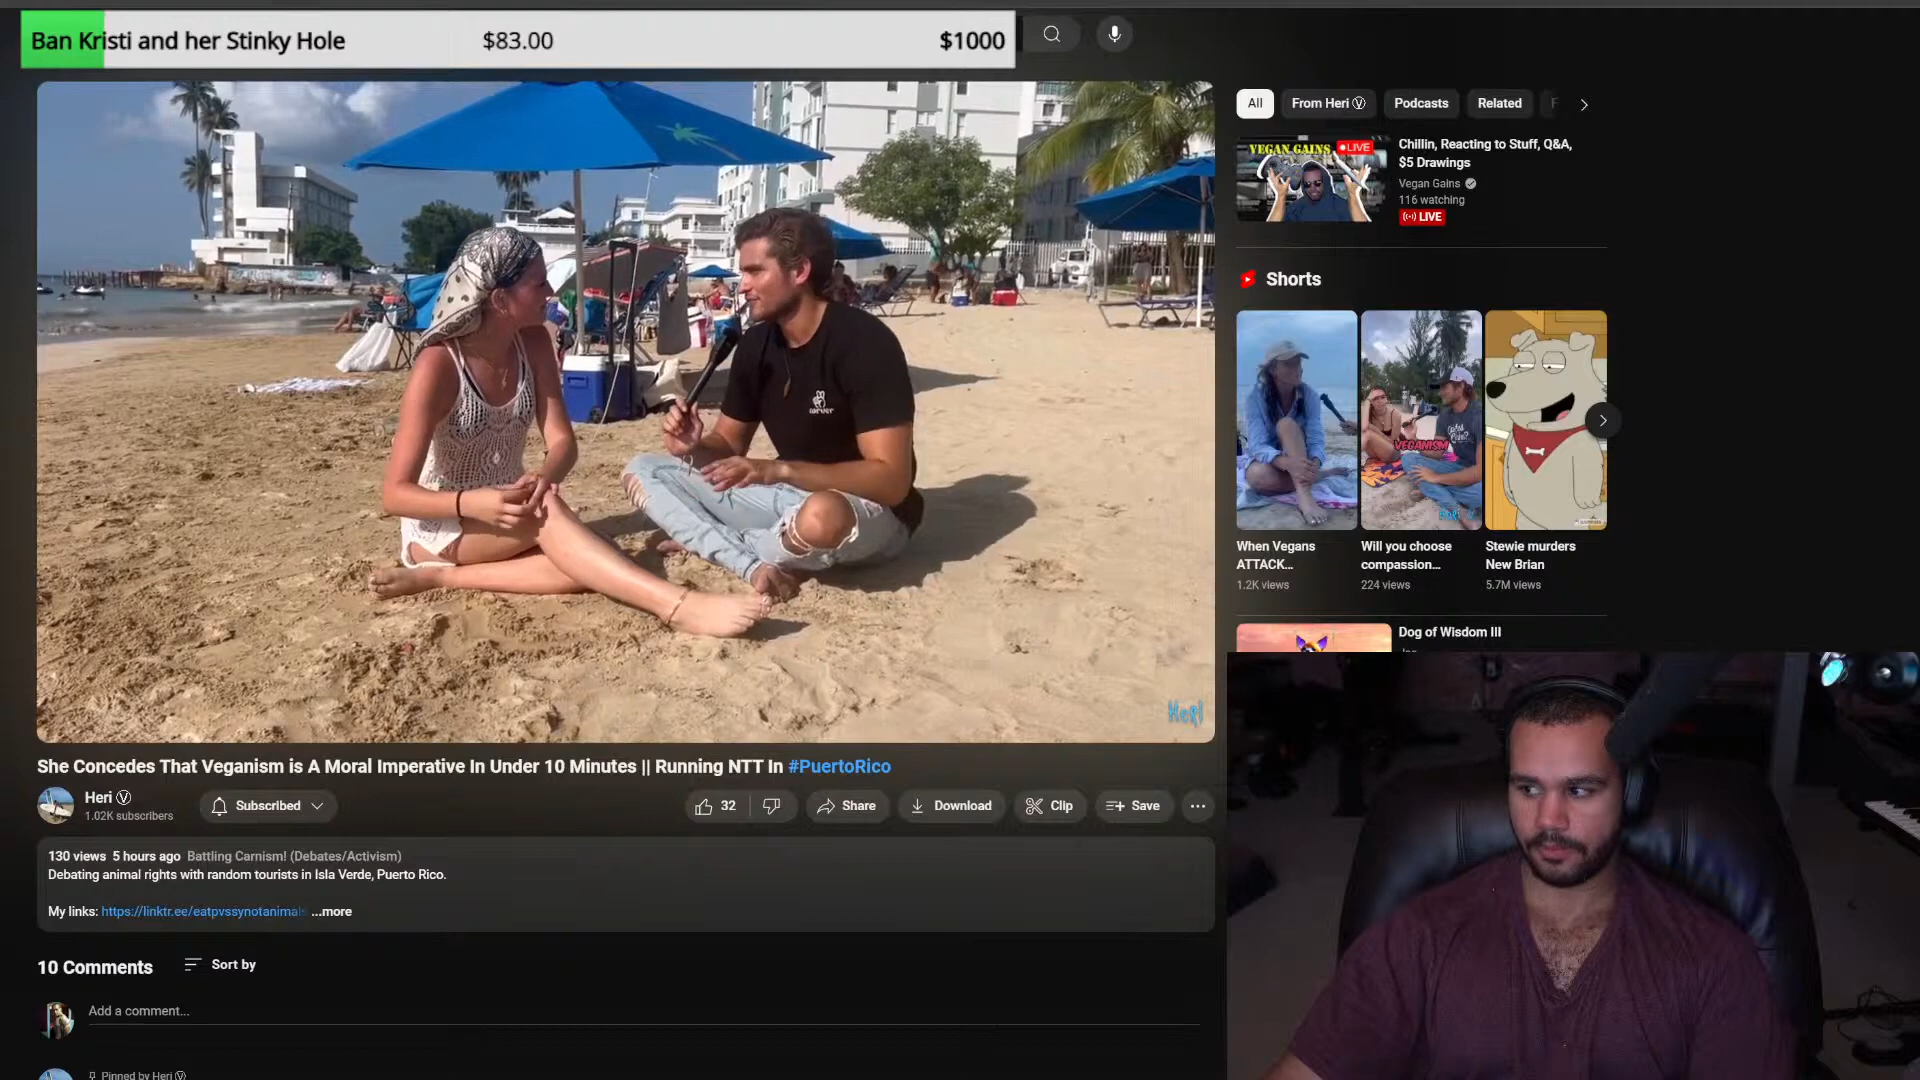 Ban Kristi and her Stinky Hole $83.00 $1000
All From Heri Ⓥ Podcasts Related F
VEGAN GAINS LIVE
Chillin, Reacting to Stuff, Q&A,
$5 Drawings
Vegan Gains
116 watching
LIVE
Shorts
VEGANISM
When Vegans
ATTACK...
1.2K views
Will you choose
compassion...
224 views
Stewie murders
New Brian
5.7M views
Dog of Wisdom III
HeRI
She Concedes That Veganism is A Moral Imperative In Under 10 Minutes || Running NTT In #PuertoRico
Heri Ⓥ
1.02K subscribers
Subscribed
32 Share Download Clip Save
130 views 5 hours ago Battling Carnism! (Debates/Activism)
Debating animal rights with random tourists in Isla Verde, Puerto Rico.
My links: https://linktr.ee/eatpvssynotanimals ...more
10 Comments Sort by
Add a comment...
Pinned by Heri Ⓥ